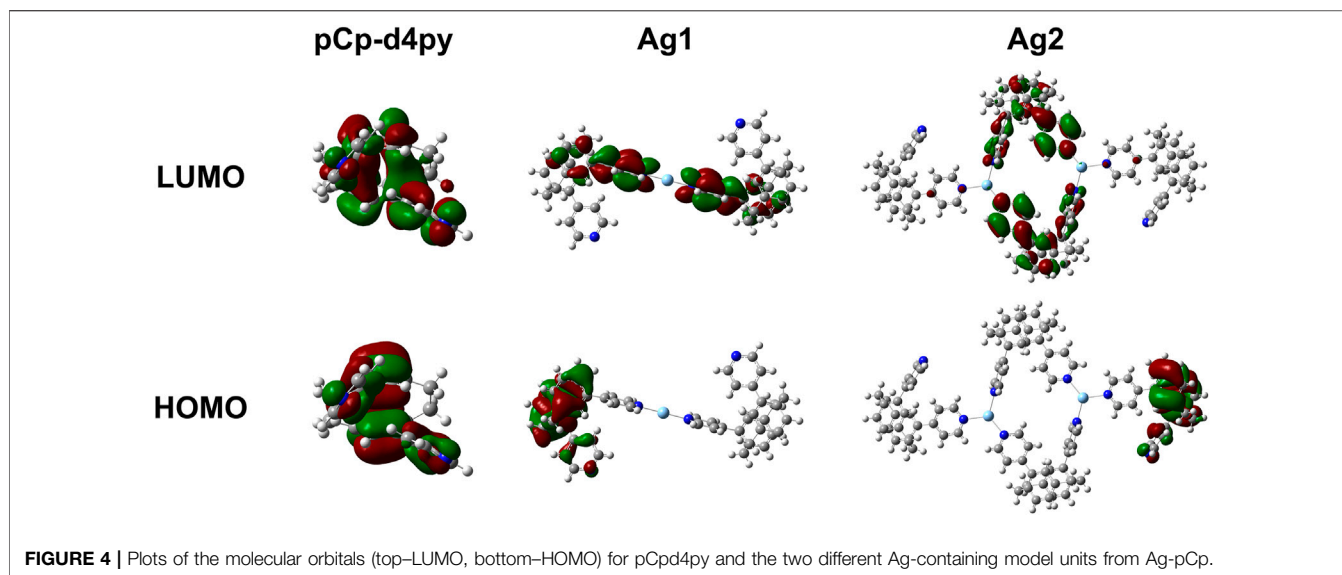 pCp-d4py Ag1 Ag2
LUMO
HOMO
FIGURE 4 | Plots of the molecular orbitals (top–LUMO, bottom–HOMO) for pCpd4py and the two different Ag-containing model units from Ag-pCp.